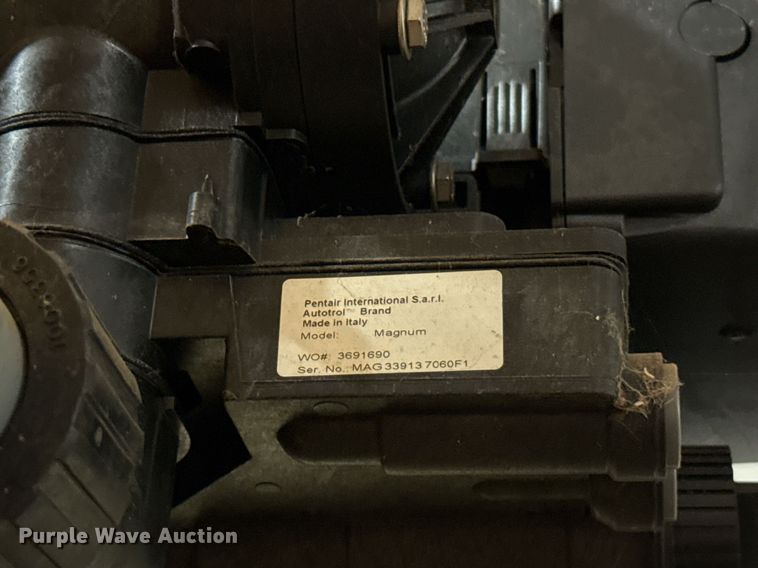 Pentair International S.a.r.l.
Autotrol™ Brand
Made in Italy
Model: Magnum
WO#: 3691690
Ser. No.: MAG 33913 7060F1
Purple Wave Auction®